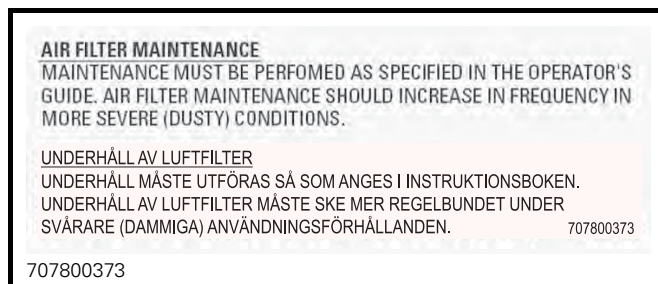 AIR FILTER MAINTENANCE
MAINTENANCE MUST BE PERFOMED AS SPECIFIED IN THE OPERATOR'S
GUIDE. AIR FILTER MAINTENANCE SHOULD INCREASE IN FREQUENCY IN
MORE SEVERE (DUSTY) CONDITIONS.
UNDERHÅLL AV LUFTFILTER
UNDERHÅLL MÅSTE UTFÖRAS SÅ SOM ANGES I INSTRUKTIONSBOKEN.
UNDERHÅLL AV LUFTFILTER MÅSTE SKE MER REGELBUNDET UNDER
SVÅRARE (DAMMIGA) ANVÄNDNINGSFÖRHÅLLANDEN. 707800373
707800373